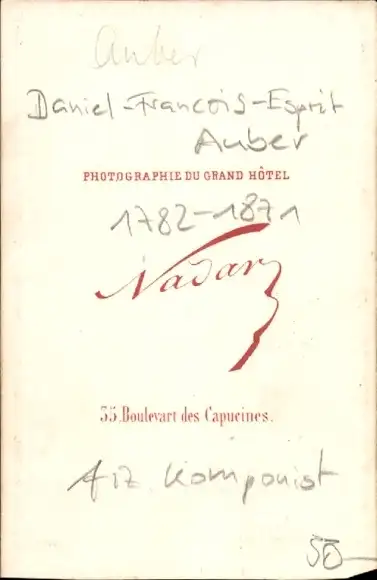 Auber
Daniel-François-Esprit
Auber
PHOTOGRAPHIE DU GRAND HÔTEL
1782-1871
Nadar
35, Boulevart des Capucines.
frz. Komponist
50